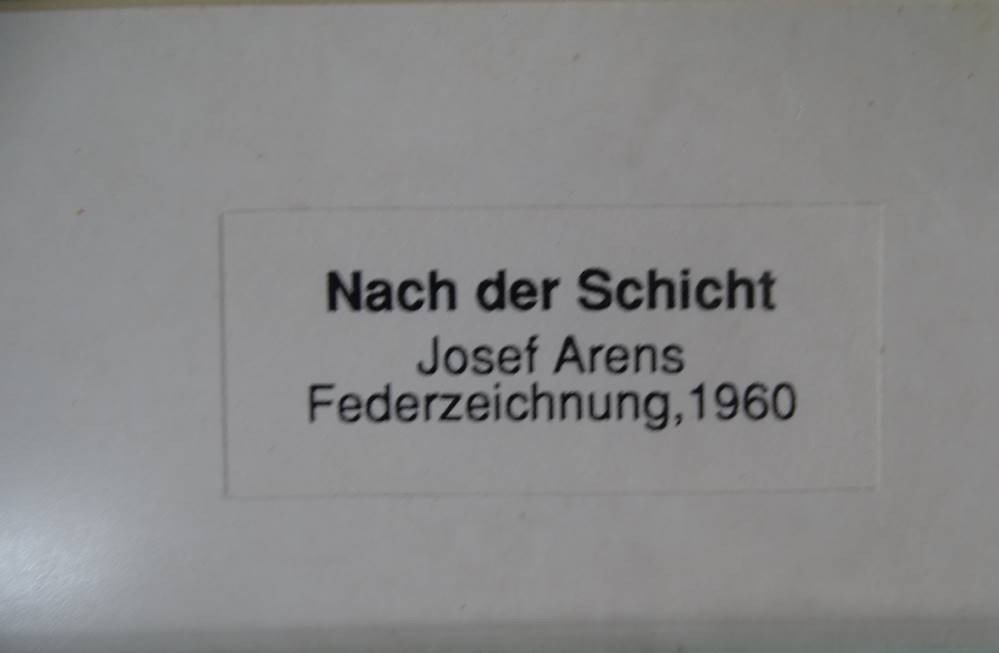 Nach der Schicht
Josef Arens
Federzeichnung,1960